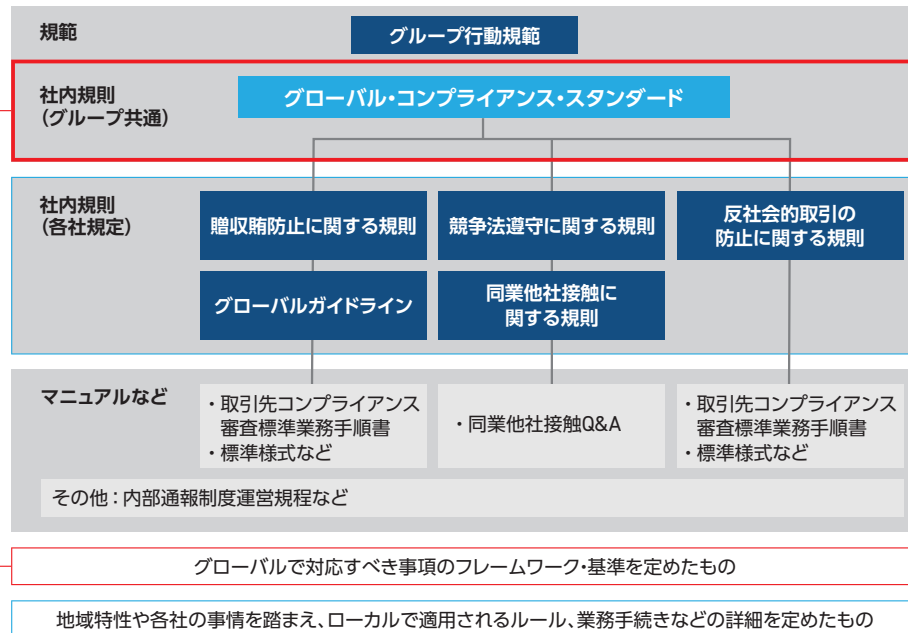 規範
グループ行動規範
社内規則
(グループ共通)
グローバル・コンプライアンス・スタンダード
社内規則
(各社規定)
贈収賄防止に関する規則
競争法遵守に関する規則
反社会的取引の
防止に関する規則
グローバルガイドライン
同業他社接触に
関する規則
マニュアルなど
・取引先コンプライアンス
審査標準業務手順書
・標準様式など
・同業他社接触Q&A
・取引先コンプライアンス
審査標準業務手順書
・標準様式など
その他：内部通報制度運営規程など
グローバルで対応すべき事項のフレームワーク・基準を定めたもの
地域特性や各社の事情を踏まえ、ローカルで適用されるルール、業務手続きなどの詳細を定めたもの